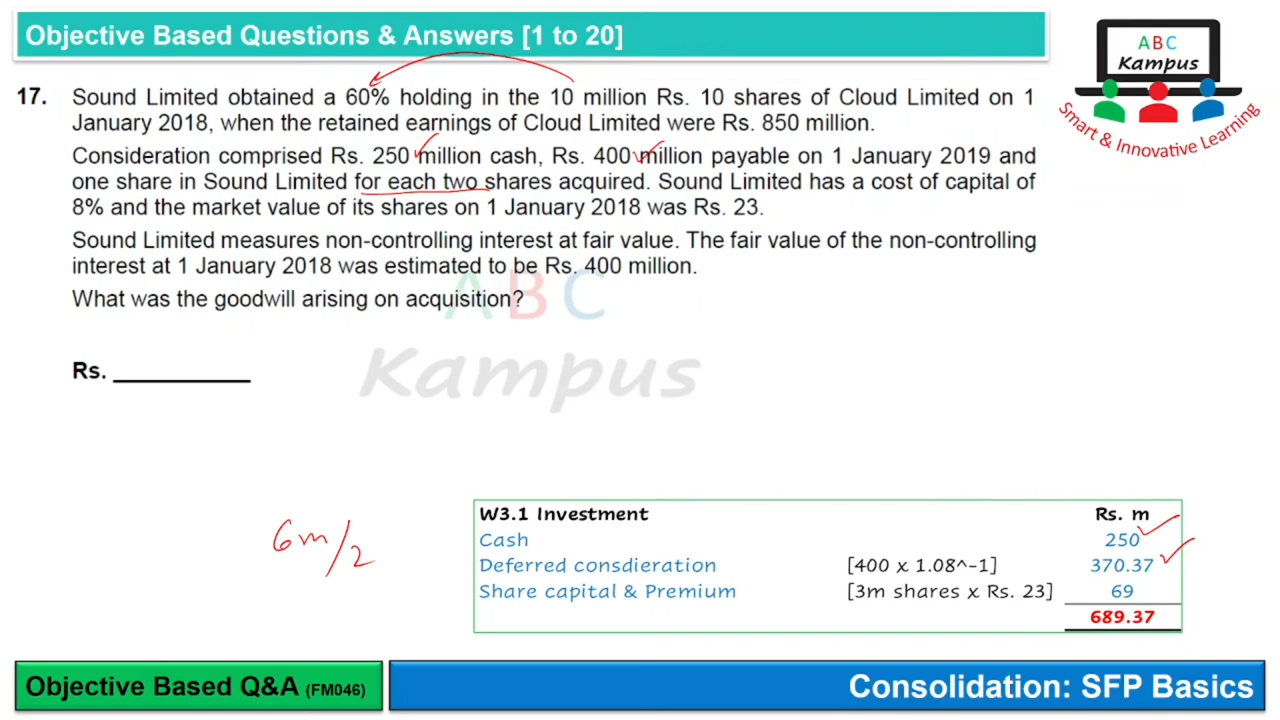 Objective Based Questions & Answers [1 to 20]
ABC
Kampus
Smart & Innovative Learning
17. Sound Limited obtained a 60% holding in the 10 million Rs. 10 shares of Cloud Limited on 1
January 2018, when the retained earnings of Cloud Limited were Rs. 850 million.
Consideration comprised Rs. 250 million cash, Rs. 400 million payable on 1 January 2019 and
one share in Sound Limited for each two shares acquired. Sound Limited has a cost of capital of
8% and the market value of its shares on 1 January 2018 was Rs. 23.
Sound Limited measures non-controlling interest at fair value. The fair value of the non-controlling
interest at 1 January 2018 was estimated to be Rs. 400 million.
What was the goodwill arising on acquisition?
ABC
Kampus
Rs. __________
6m/2
W3.1 Investment Rs. m
Cash 250
Deferred consdieration [400 x 1.08^-1] 370.37
Share capital & Premium [3m shares x Rs. 23] 69
689.37
Objective Based Q&A (FM046)
Consolidation: SFP Basics